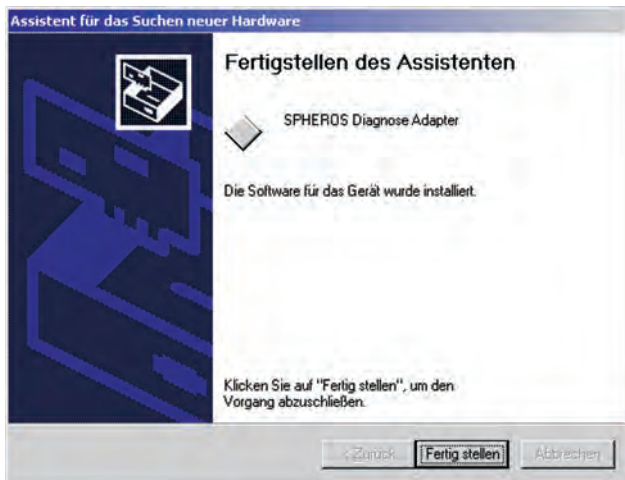 Assistent für das Suchen neuer Hardware
Fertigstellen des Assistenten
SPHEROS Diagnose Adapter
Die Software für das Gerät wurde installiert.
Klicken Sie auf "Fertig stellen", um den
Vorgang abzuschließen.
< Zurück Fertig stellen Abbrechen